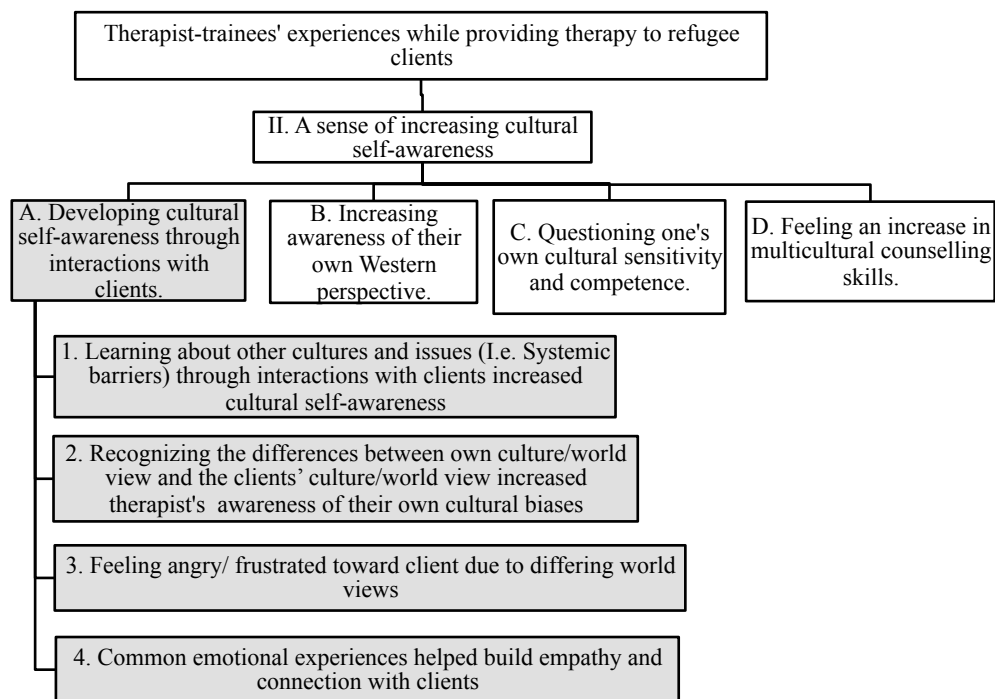 Therapist-trainees' experiences while providing therapy to refugee
clients
II. A sense of increasing cultural
self-awareness
A. Developing cultural
self-awareness through
interactions with
clients.
B. Increasing
awareness of their
own Western
perspective.
C. Questioning one's
own cultural sensitivity
and competence.
D. Feeling an increase in
multicultural counselling
skills.
1. Learning about other cultures and issues (I.e. Systemic
barriers) through interactions with clients increased
cultural self-awareness
2. Recognizing the differences between own culture/world
view and the clients’ culture/world view increased
therapist's awareness of their own cultural biases
3. Feeling angry/ frustrated toward client due to differing world
views
4. Common emotional experiences helped build empathy and
connection with clients